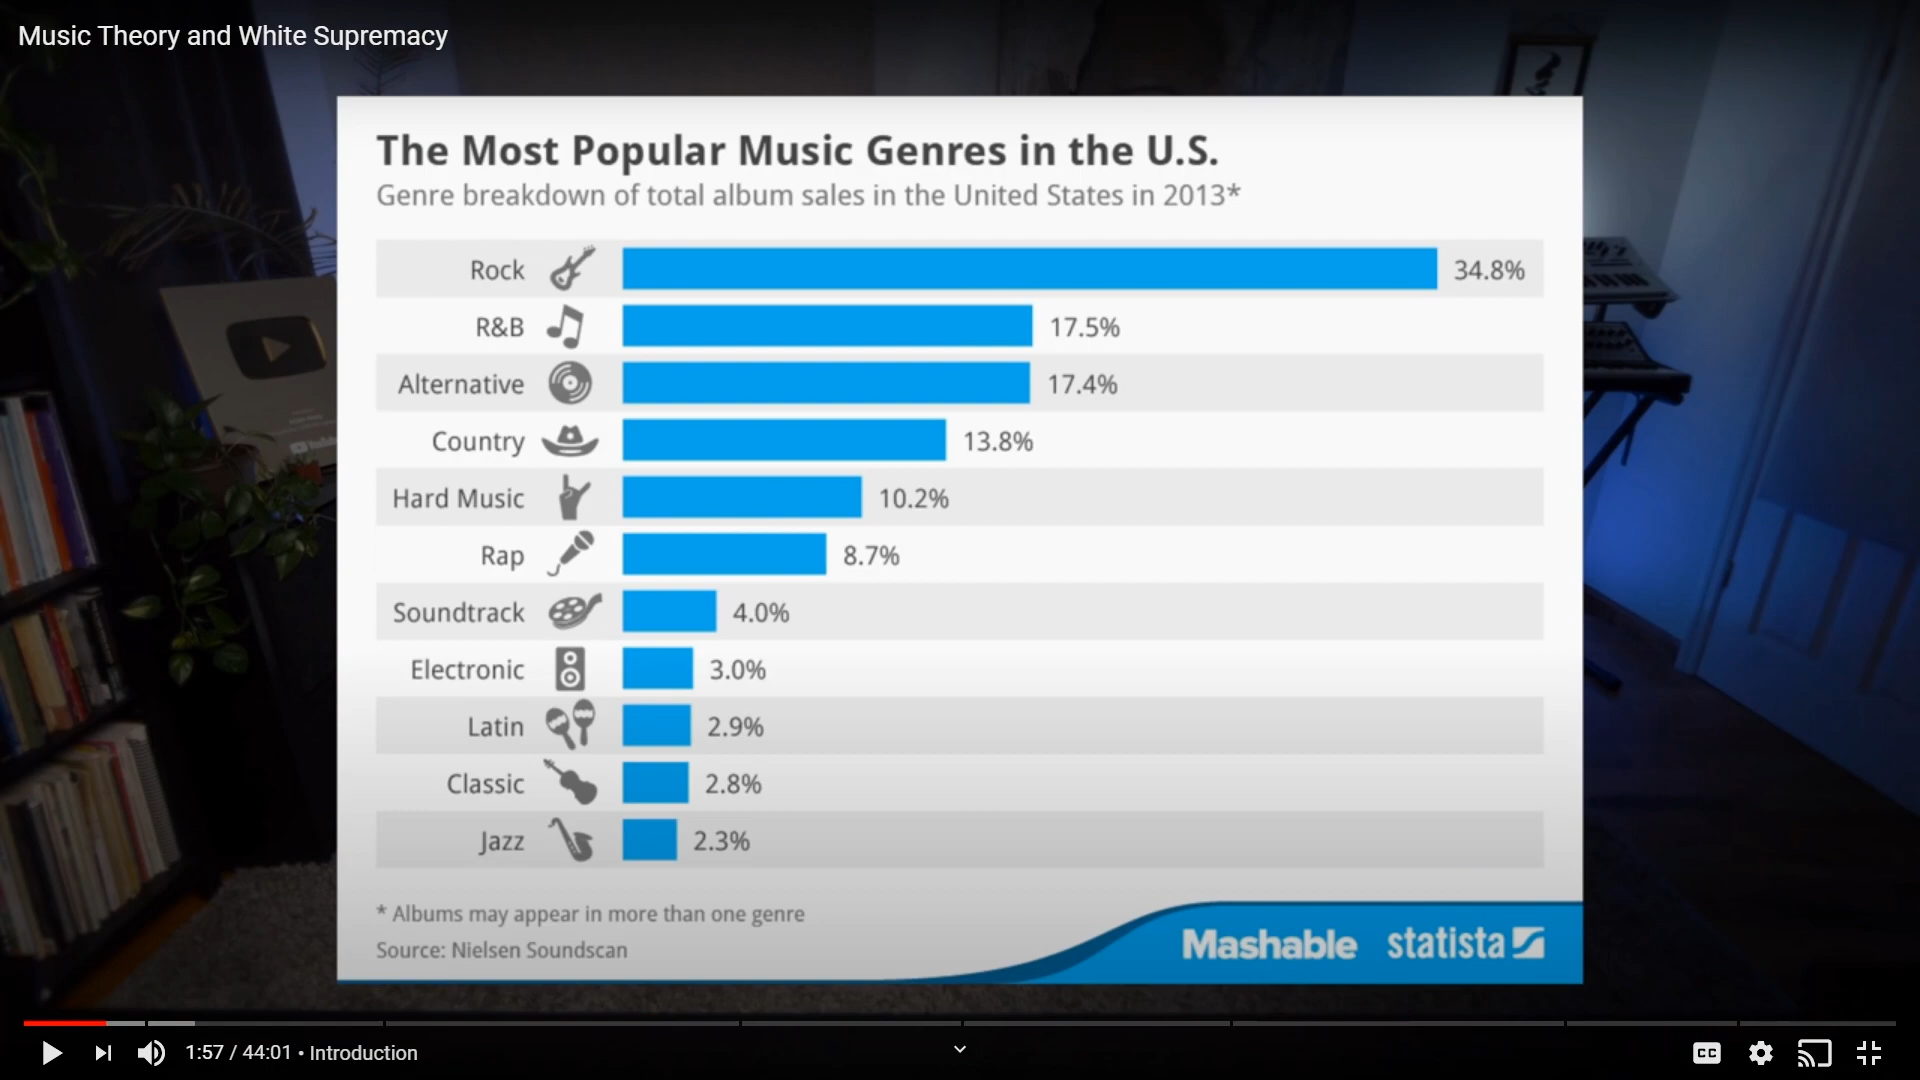 Music Theory and White Supremacy
The Most Popular Music Genres in the U.S.
Genre breakdown of total album sales in the United States in 2013*
Rock 34.8%
R&B 17.5%
Alternative 17.4%
Country 13.8%
Hard Music 10.2%
Rap 8.7%
Soundtrack 4.0%
Electronic 3.0%
Latin 2.9%
Classic 2.8%
Jazz 2.3%
* Albums may appear in more than one genre
Source: Nielsen Soundscan
Mashable statista
1:57 / 44:01 • Introduction
CC